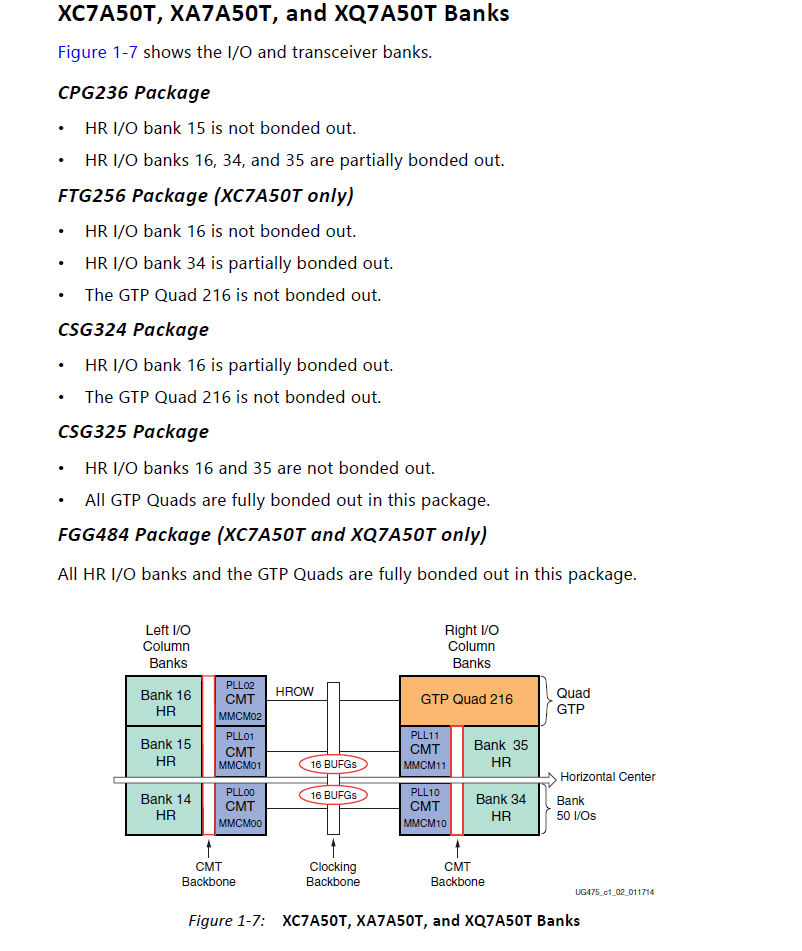 XC7A50T, XA7A50T, and XQ7A50T Banks
Figure 1-7 shows the I/O and transceiver banks.
CPG236 Package
• HR I/O bank 15 is not bonded out.
• HR I/O banks 16, 34, and 35 are partially bonded out.
FTG256 Package (XC7A50T only)
• HR I/O bank 16 is not bonded out.
• HR I/O bank 34 is partially bonded out.
• The GTP Quad 216 is not bonded out.
CSG324 Package
• HR I/O bank 16 is partially bonded out.
• The GTP Quad 216 is not bonded out.
CSG325 Package
• HR I/O banks 16 and 35 are not bonded out.
• All GTP Quads are fully bonded out in this package.
FGG484 Package (XC7A50T and XQ7A50T only)
All HR I/O banks and the GTP Quads are fully bonded out in this package.
Left I/O
Column
Banks
Right I/O
Column
Banks
Bank 16
HR
PLL02
CMT
MMCM02
HROW
GTP Quad 216
Quad
GTP
Bank 15
HR
PLL01
CMT
MMCM01
16 BUFGs
PLL11
CMT
MMCM11
Bank 35
HR
Horizontal Center
Bank 14
HR
PLL00
CMT
MMCM00
16 BUFGs
PLL10
CMT
MMCM10
Bank 34
HR
Bank
50 I/Os
CMT
Backbone
Clocking
Backbone
CMT
Backbone
UG475_c1_02_011714
Figure 1-7: XC7A50T, XA7A50T, and XQ7A50T Banks